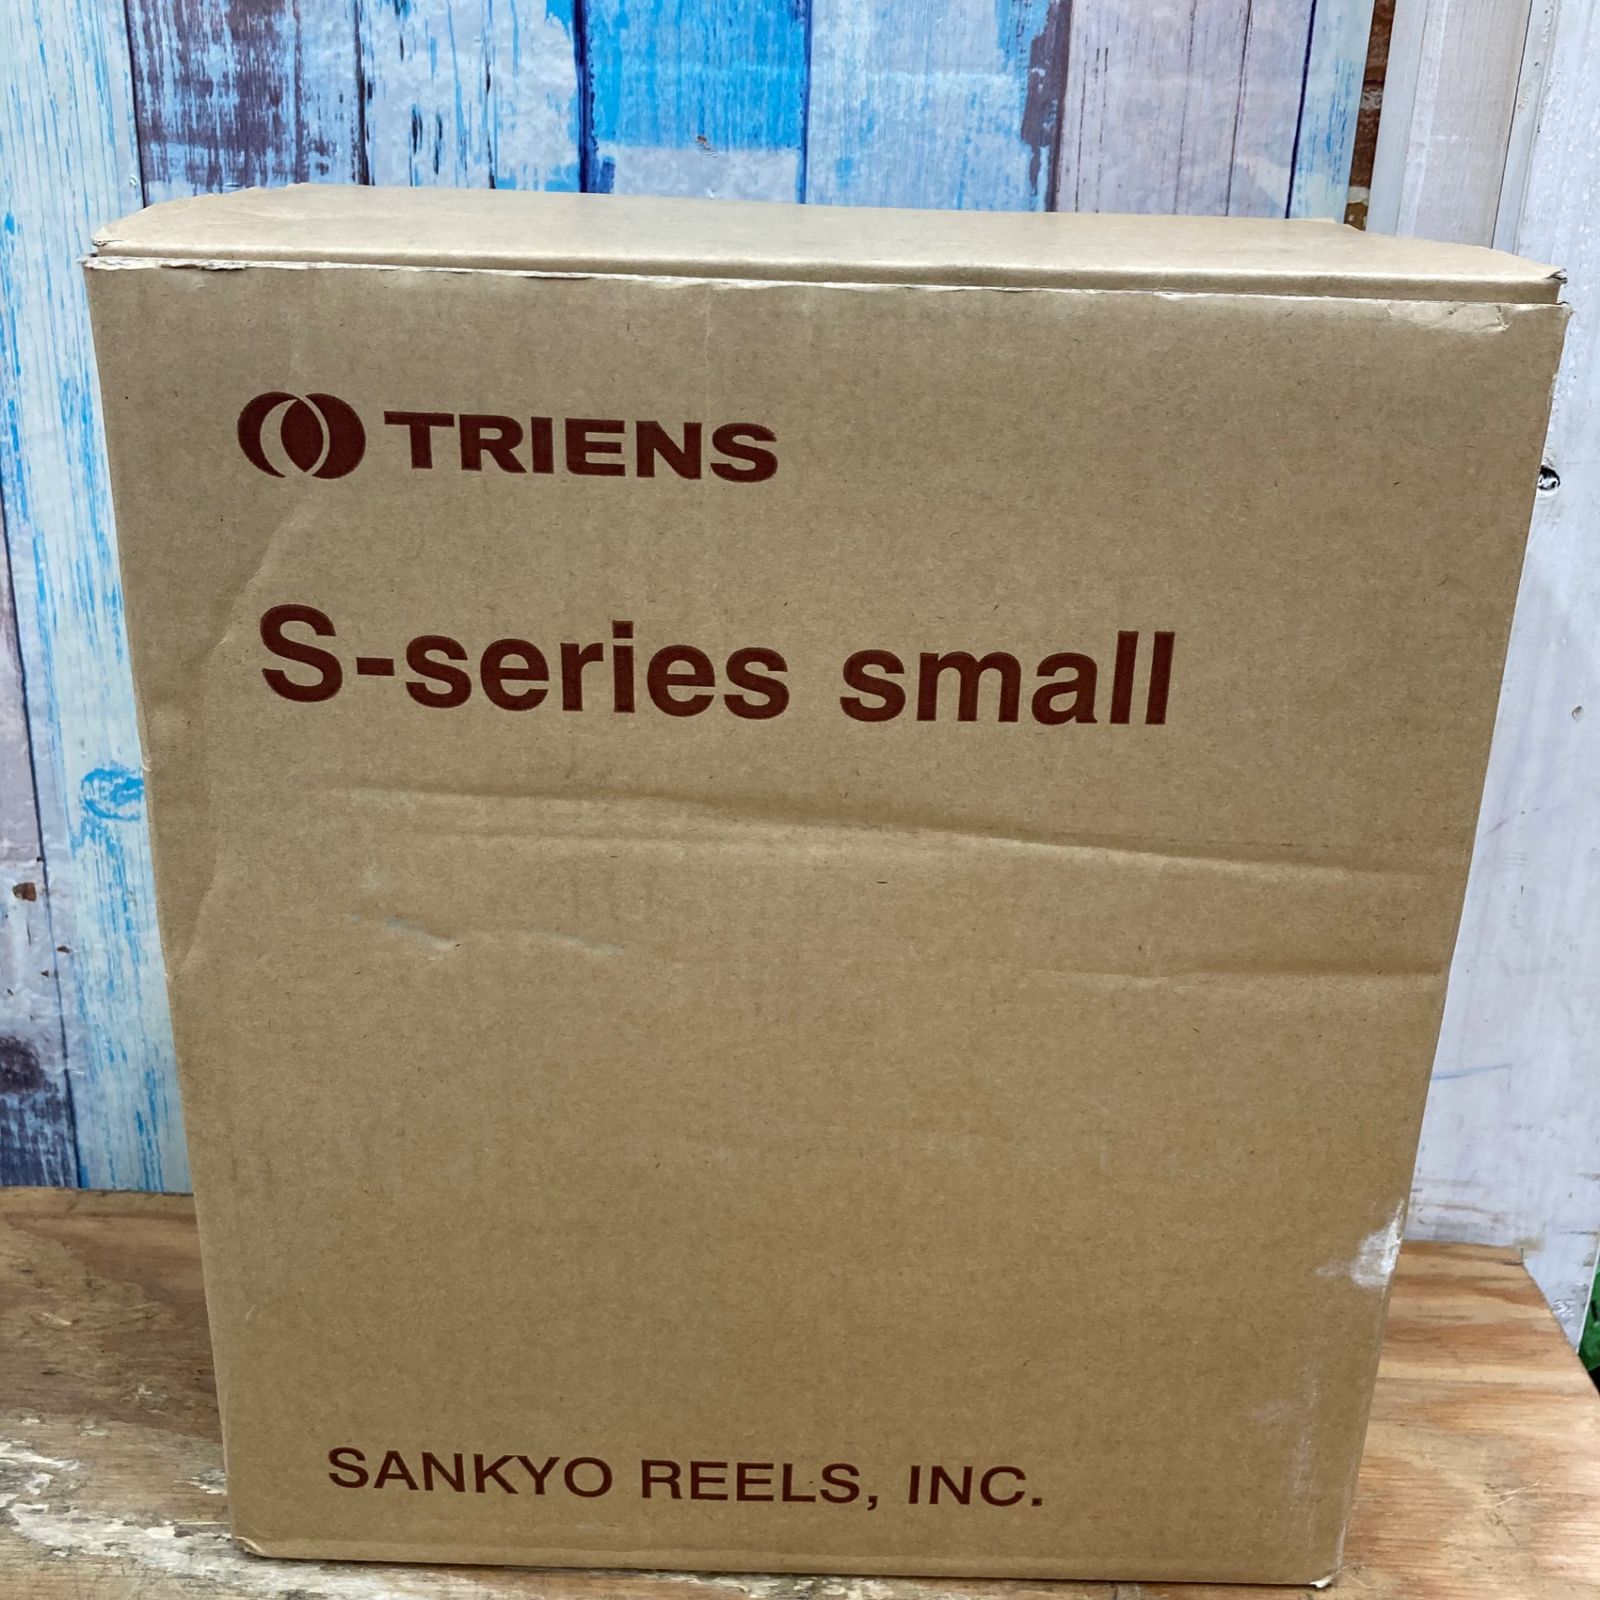 TRIENS
S-series small
SANKYO REELS, INC.